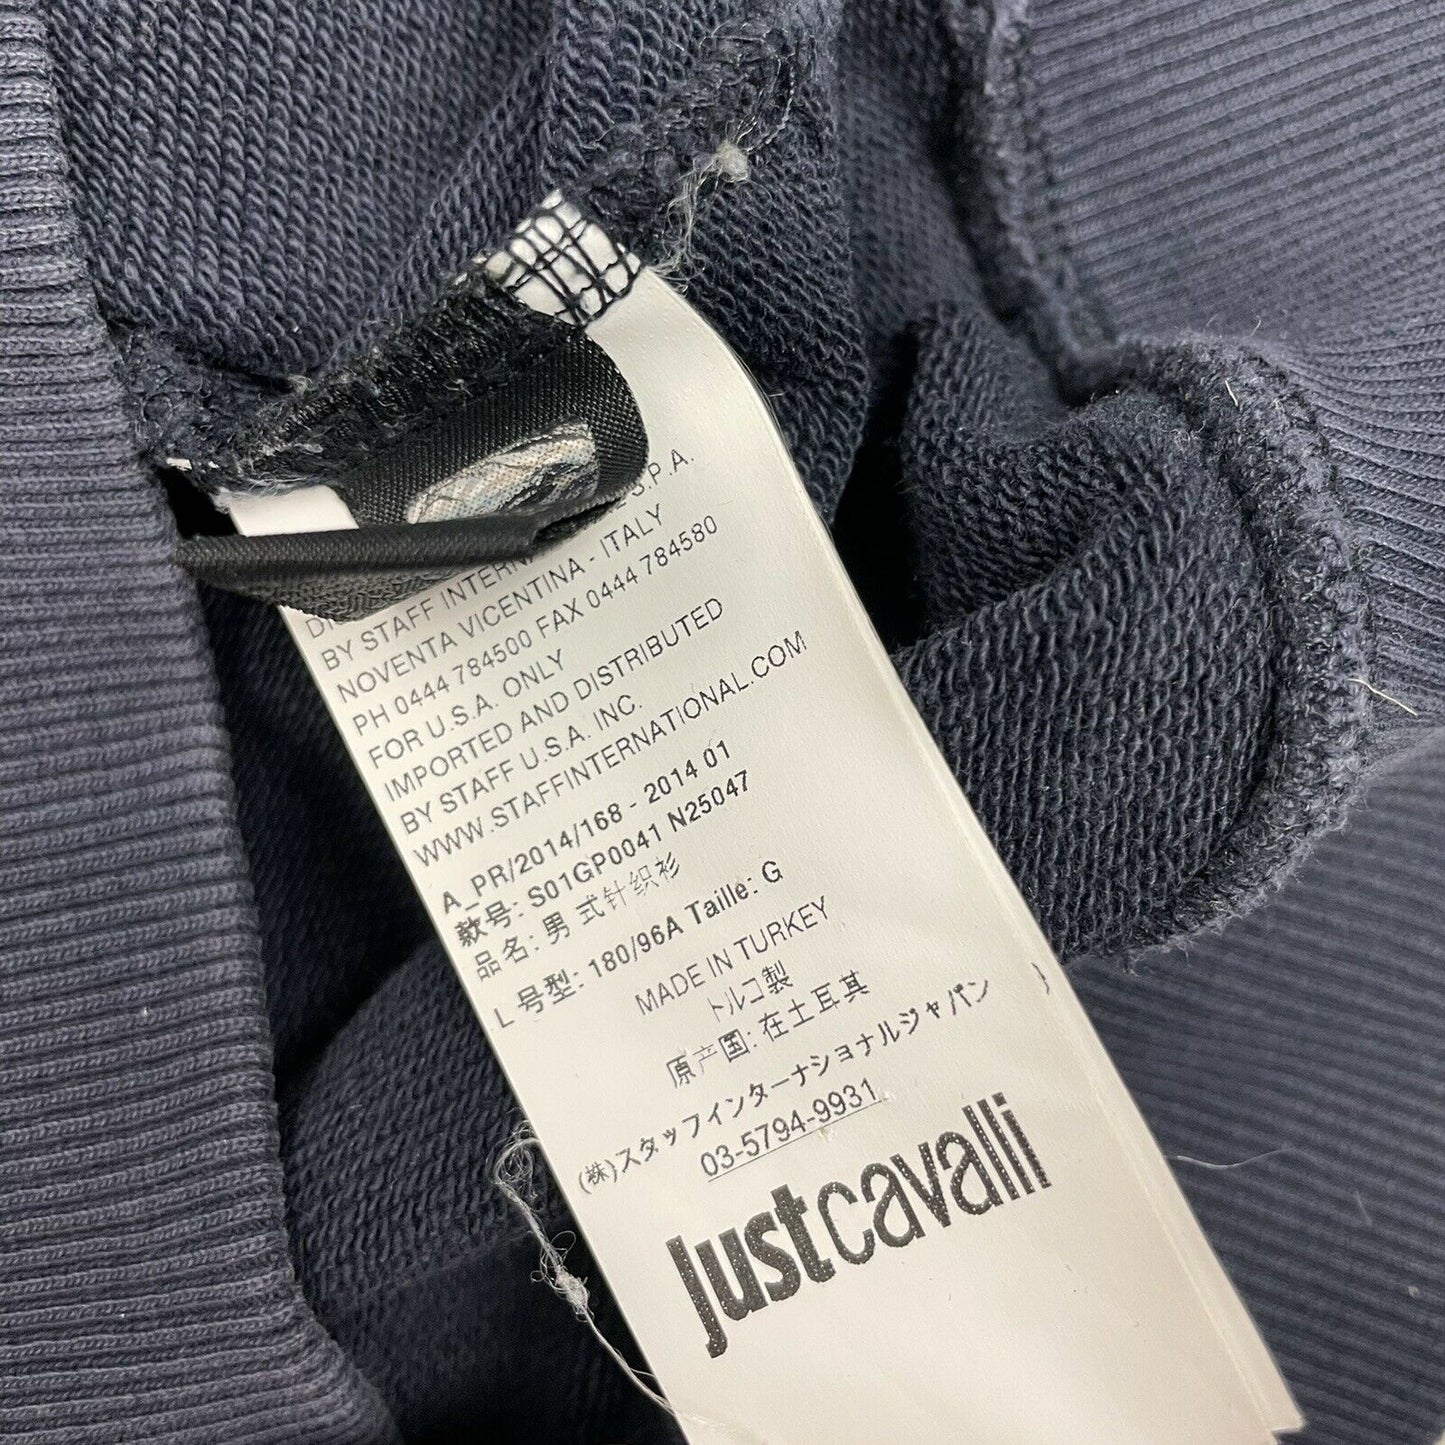 S.P.A.
BY STAFF
NOVENTA VICENTINA - ITALY
PH 0444 784500 FAX 0444 784580
FOR U.S.A. ONLY
IMPORTED AND DISTRIBUTED
BY STAFF U.S.A. INC.
WWW.STAFFINTERNATIONAL.COM
A_PR/2014/168 - 2014 01
款号: S01GP0041 N25047
品名: 男式针织衫
L 号型: 180/96A Taille: G
MADE IN TURKEY
トルコ製
原产国: 在土耳其
(株)スタッフインターナショナルジャパン
03-5794-9931
Justcavalli